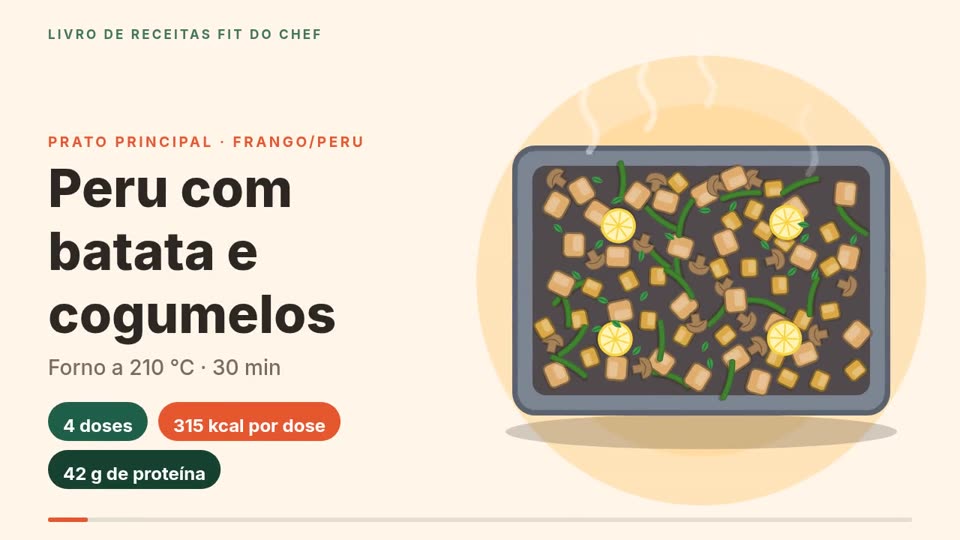 LIVRO DE RECEITAS FIT DO CHEF
PRATO PRINCIPAL · FRANGO/PERU
Peru com
batata e
cogumelos
Forno a 210 °C · 30 min
4 doses
315 kcal por dose
42 g de proteína